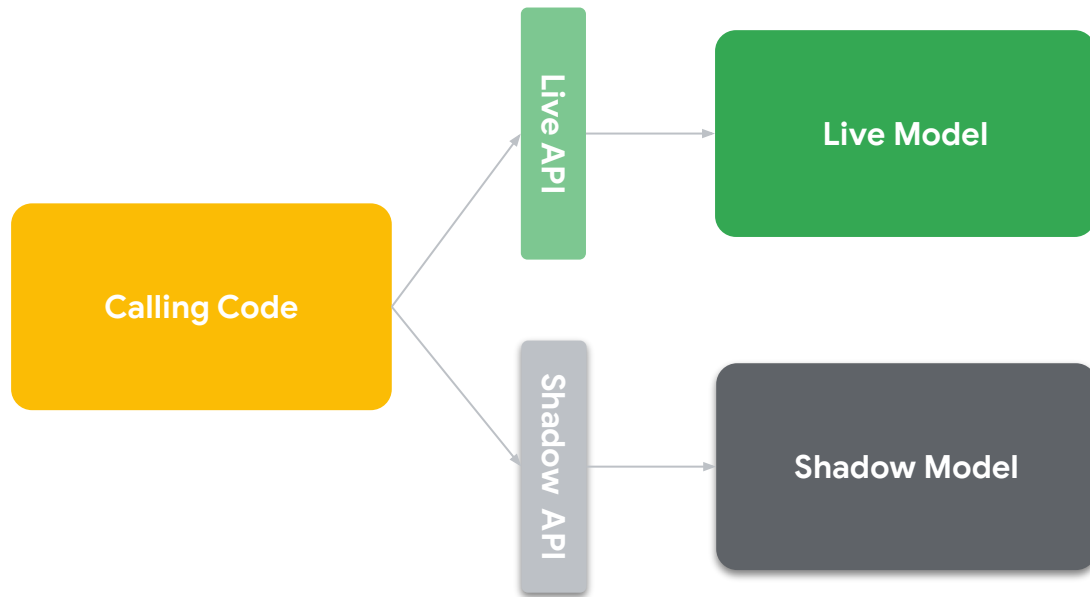 Live API
Live Model
Calling Code
Shadow API
Shadow Model